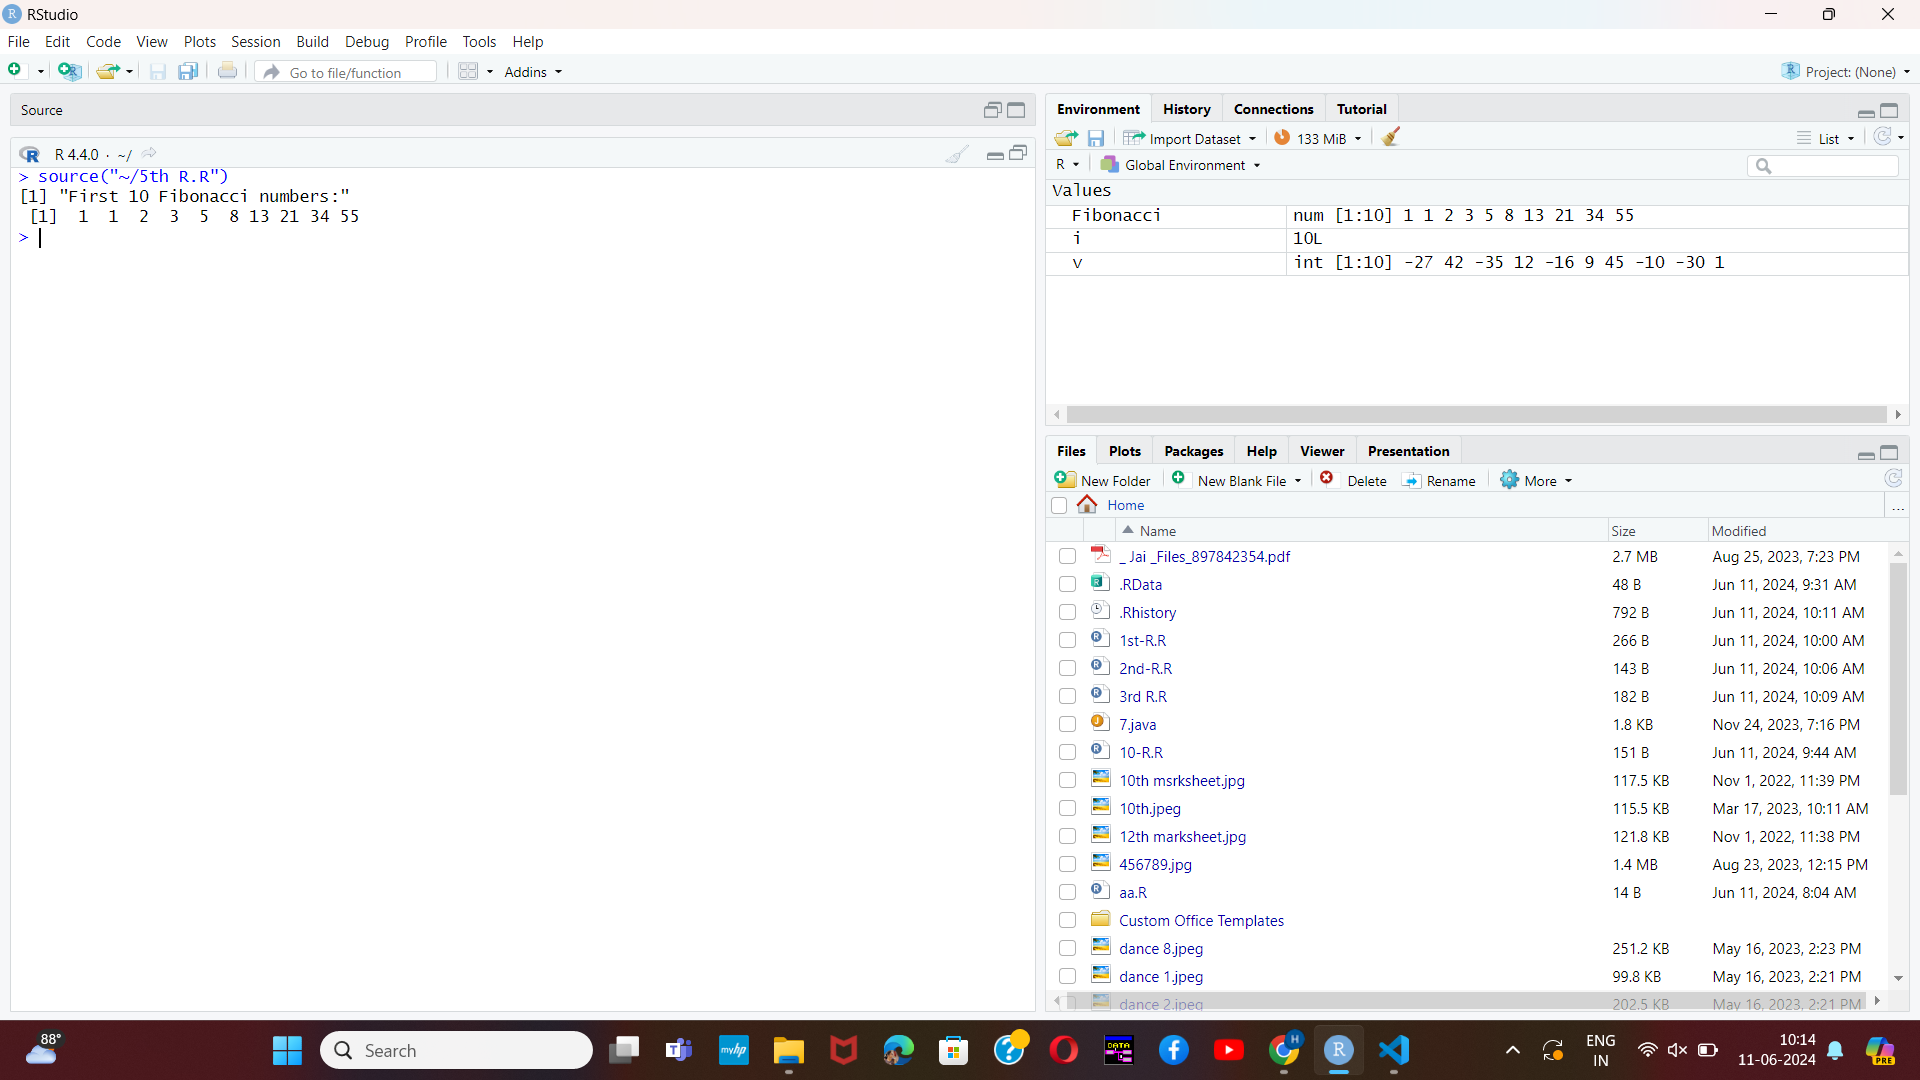 RStudio
File Edit Code View Plots Session Build Debug Profile Tools Help
Go to file/function Addins Project: (None)
Source
R 4.4.0 · ~/
> source("~/5th R.R")
[1] "First 10 Fibonacci numbers:"
[1] 1 1 2 3 5 8 13 21 34 55
>
Environment History Connections Tutorial
Import Dataset 133 MiB List
R Global Environment
Values
Fibonacci num [1:10] 1 1 2 3 5 8 13 21 34 55
i 10L
v int [1:10] -27 42 -35 12 -16 9 45 -10 -30 1
Files Plots Packages Help Viewer Presentation
New Folder New Blank File Delete Rename More
Home ...
Name Size Modified
_ Jai _Files_897842354.pdf 2.7 MB Aug 25, 2023, 7:23 PM
.RData 48 B Jun 11, 2024, 9:31 AM
.Rhistory 792 B Jun 11, 2024, 10:11 AM
1st-R.R 266 B Jun 11, 2024, 10:00 AM
2nd-R.R 143 B Jun 11, 2024, 10:06 AM
3rd R.R 182 B Jun 11, 2024, 10:09 AM
7.java 1.8 KB Nov 24, 2023, 7:16 PM
10-R.R 151 B Jun 11, 2024, 9:44 AM
10th msrksheet.jpg 117.5 KB Nov 1, 2022, 11:39 PM
10th.jpeg 115.5 KB Mar 17, 2023, 10:11 AM
12th marksheet.jpg 121.8 KB Nov 1, 2022, 11:38 PM
456789.jpg 1.4 MB Aug 23, 2023, 12:15 PM
aa.R 14 B Jun 11, 2024, 8:04 AM
Custom Office Templates
dance 8.jpeg 251.2 KB May 16, 2023, 2:23 PM
dance 1.jpeg 99.8 KB May 16, 2023, 2:21 PM
dance 2.jpeg 202.5 KB May 16, 2023, 2:21 PM
88°
Search
myhp
DATA
H
R
ENG
IN
10:14
11-06-2024
PRE